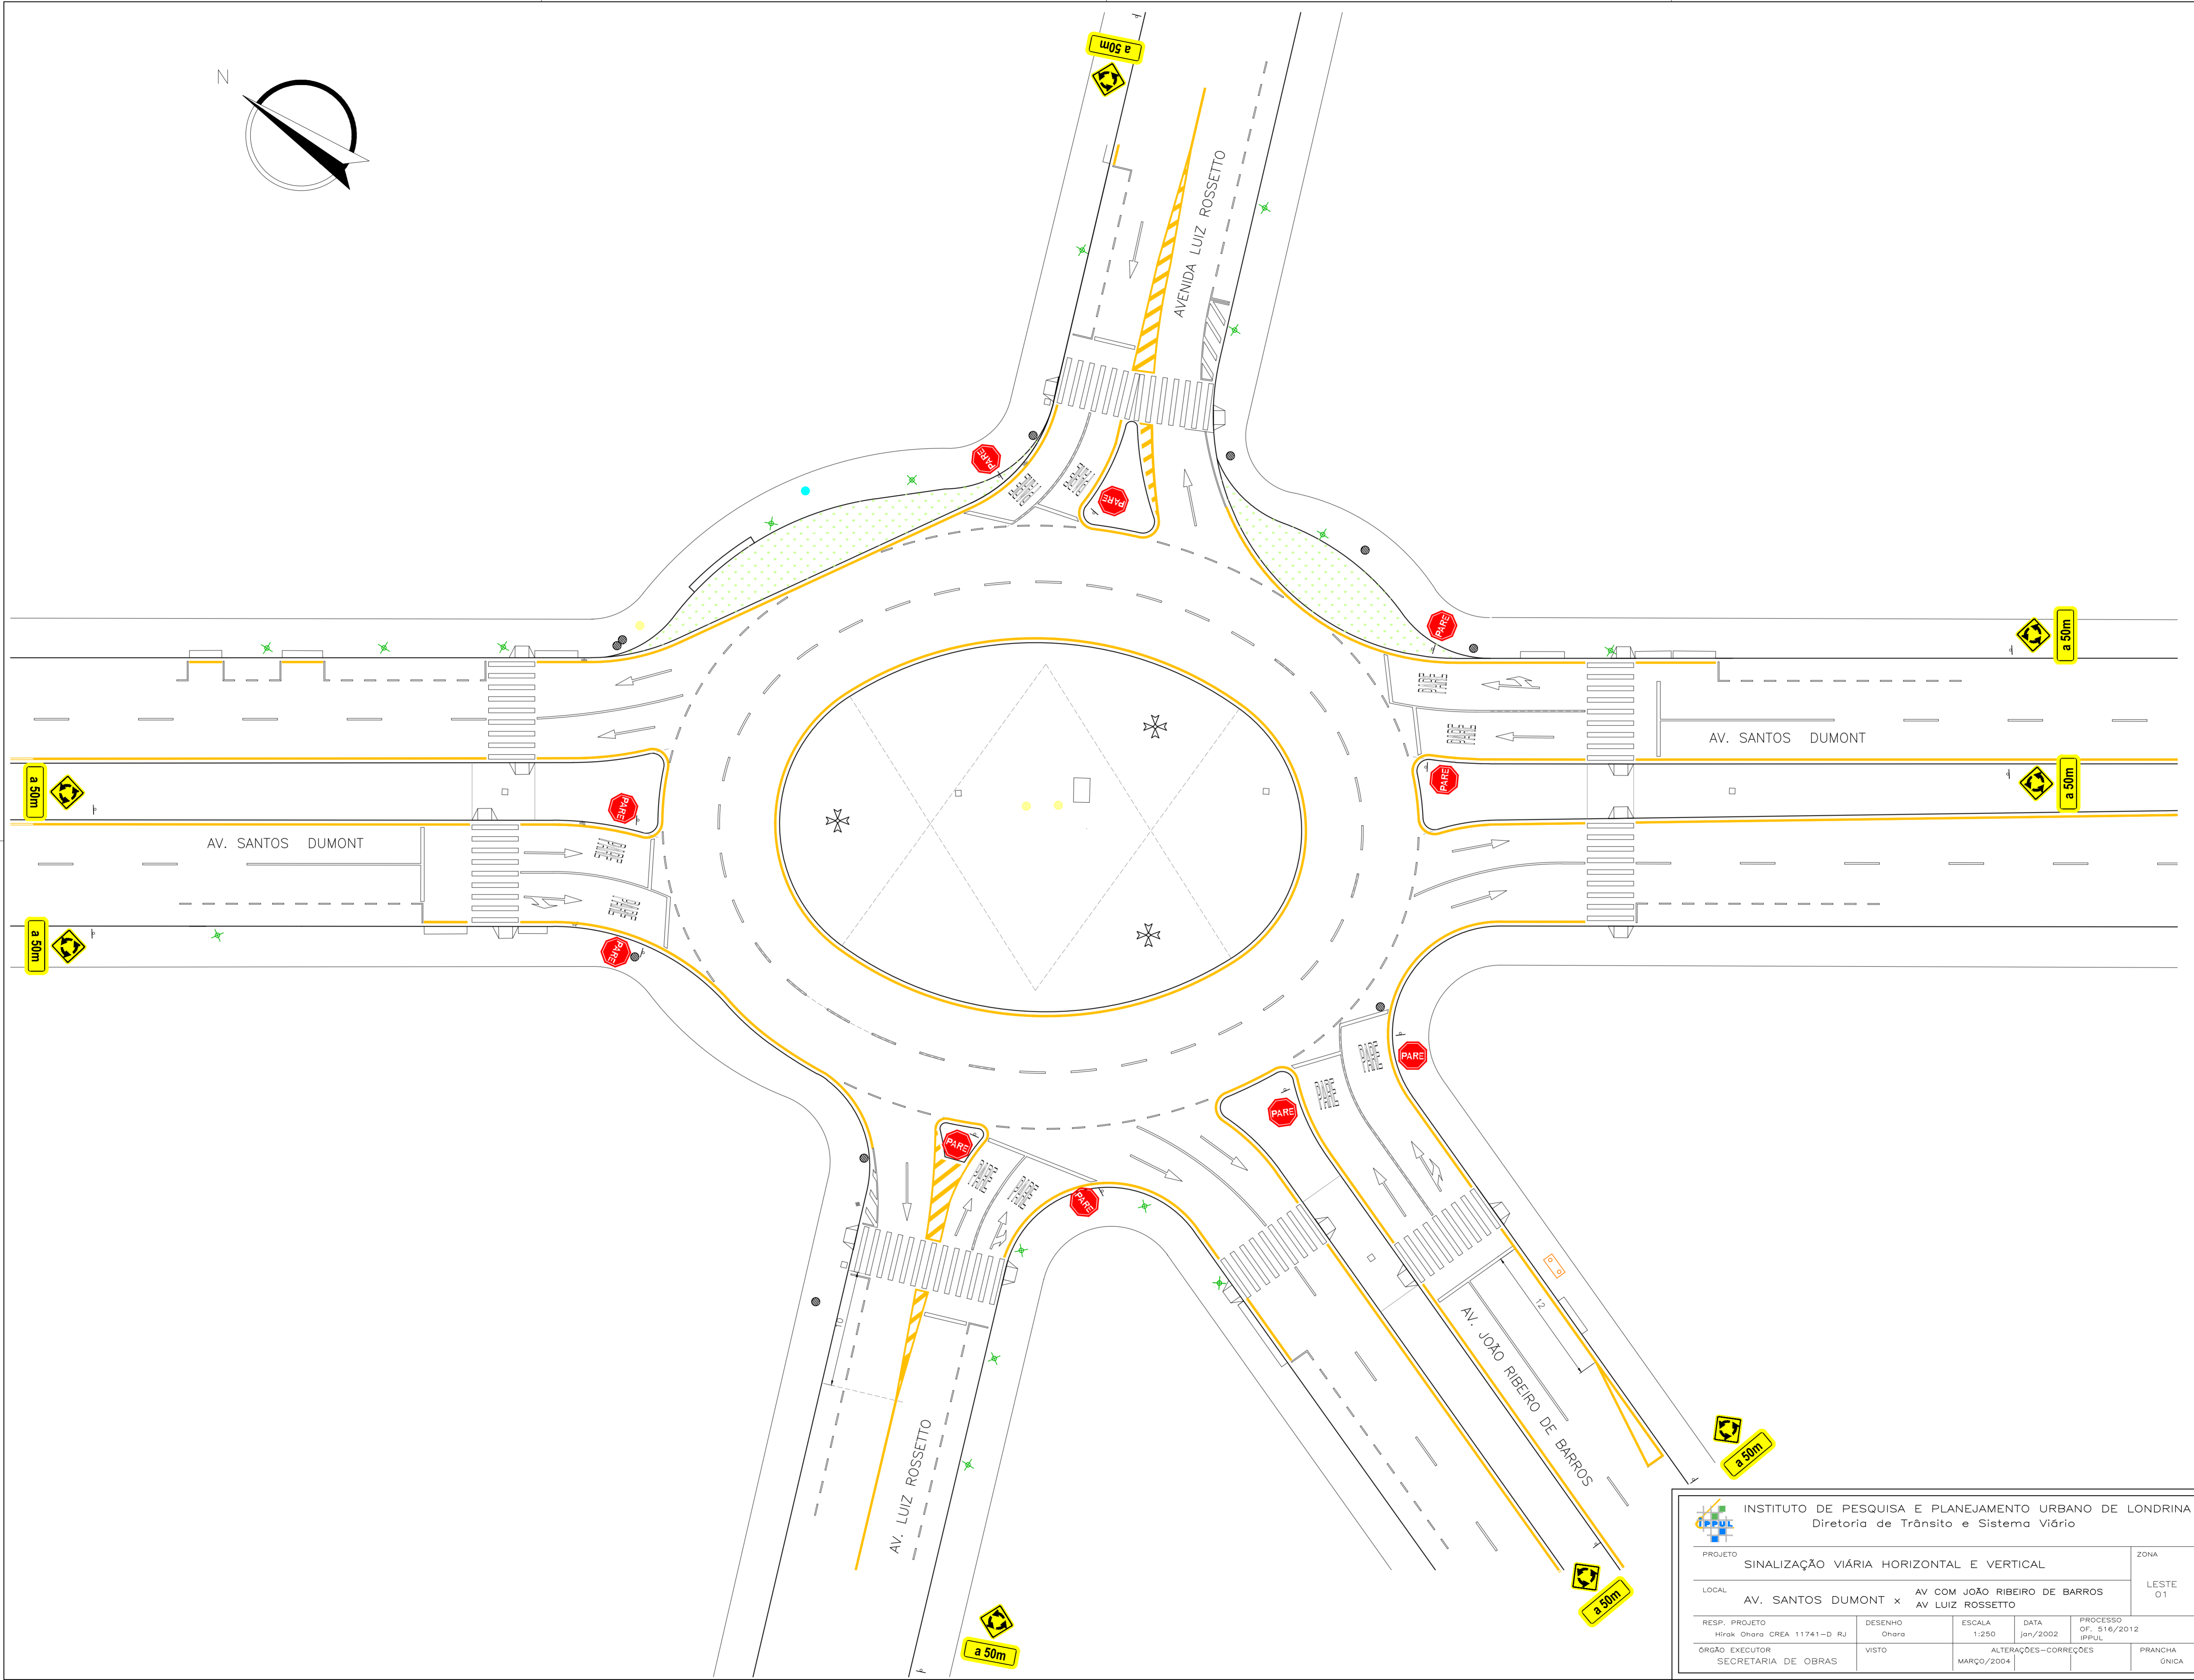 a 50m
N
AVENIDA LUIZ ROSSETTO
PARE
PARE
PARE
PARE
PARE
a 50m
PARE
PARE
AV. SANTOS DUMONT
a 50m
PARE
a 50m
PARE
AV. SANTOS DUMONT
PARE
PARE
a 50m
PARE
PARE
PARE
PARE
PARE
PARE
PARE
PARE
PARE
PARE
12
10
AV. JOÃO RIBEIRO DE BARROS
AV. LUIZ ROSSETTO
a 50m
a 50m
a 50m
IPPUL
INSTITUTO DE PESQUISA E PLANEJAMENTO URBANO DE LONDRINA
Diretoria de Trânsito e Sistema Viário
PROJETO
SINALIZAÇÃO VIÁRIA HORIZONTAL E VERTICAL
ZONA
LESTE
01
LOCAL
AV. SANTOS DUMONT x
AV COM JOÃO RIBEIRO DE BARROS
AV LUIZ ROSSETTO
RESP. PROJETO
Hirak Ohara CREA 11741-D RJ
DESENHO
Ohara
ESCALA
1:250
DATA
jan/2002
PROCESSO
OF. 516/2012
IPPUL
ÓRGÃO EXECUTOR
SECRETARIA DE OBRAS
VISTO
ALTERAÇÕES-CORREÇÕES
MARÇO/2004
PRANCHA
ÚNICA